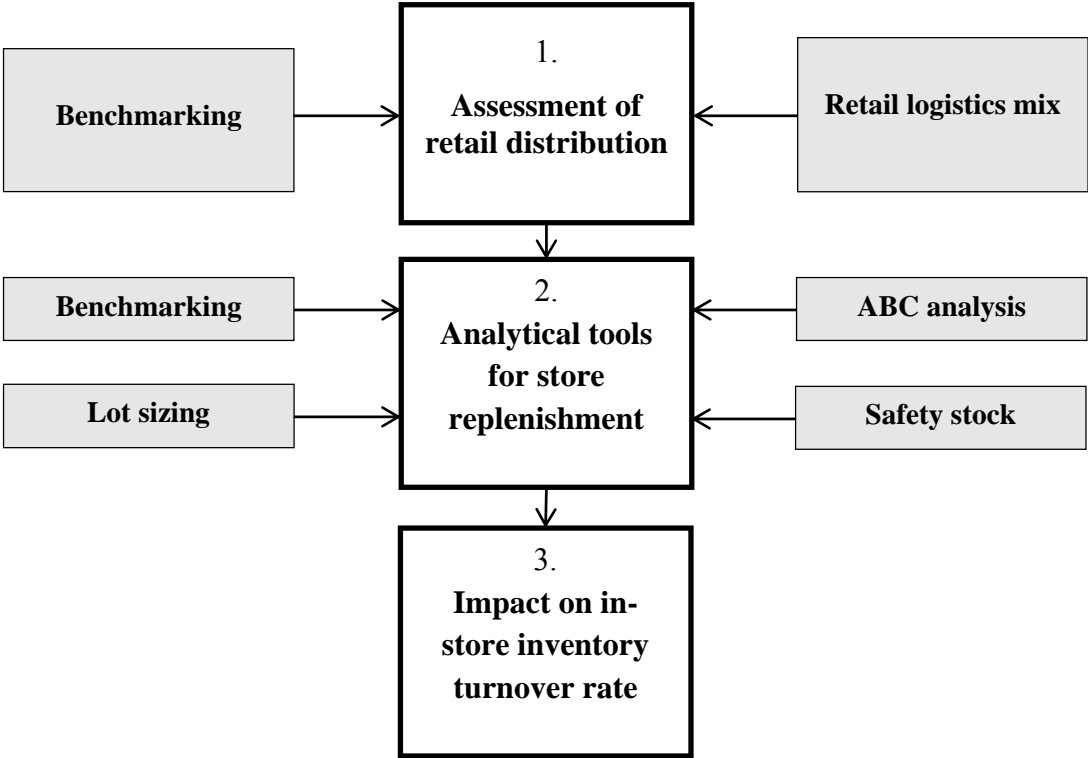 Benchmarking
1.
Assessment of
retail distribution
Retail logistics mix
Benchmarking
Lot sizing
2.
Analytical tools
for store
replenishment
ABC analysis
Safety stock
3.
Impact on in-
store inventory
turnover rate